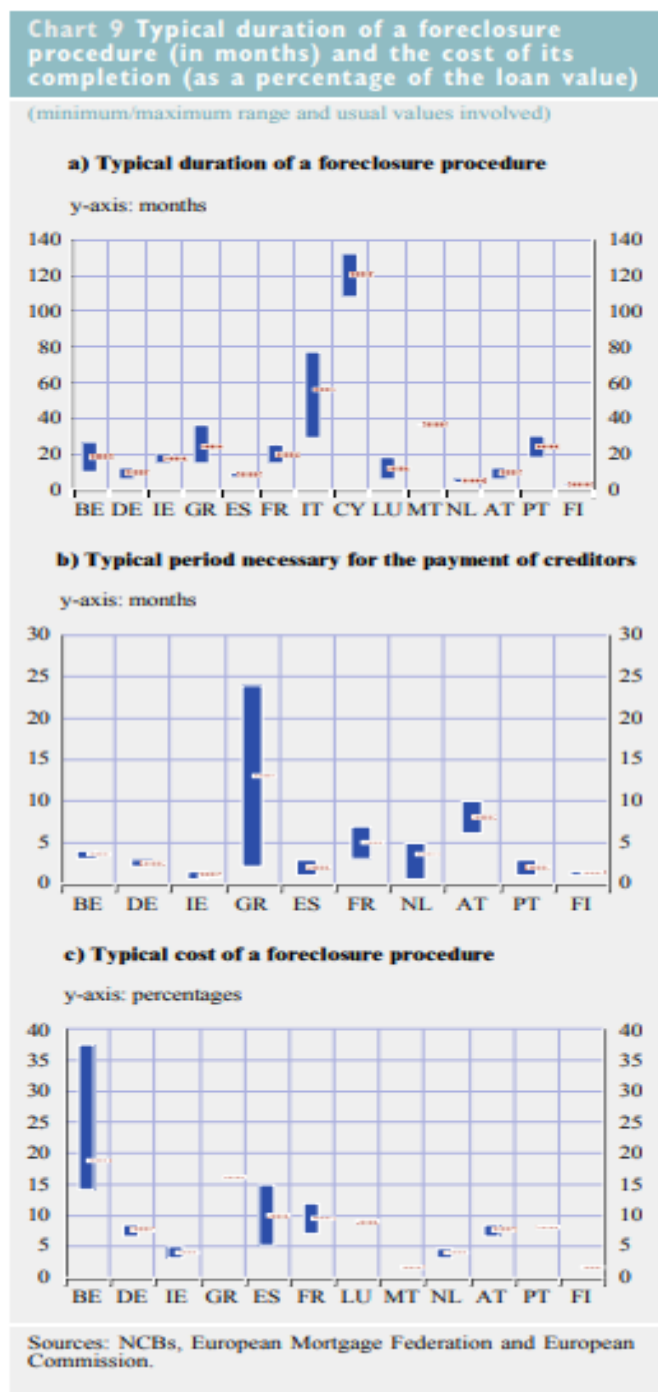 Chart 9 Typical duration of a foreclosure
procedure (in months) and the cost of its
completion (as a percentage of the loan value)
(minimum/maximum range and usual values involved)
a) Typical duration of a foreclosure procedure
y-axis: months
140 140
120 120
100 100
80 80
60 60
40 40
20 20
0 0
BE DE IE GR ES FR IT CY LU MT NL AT PT FI
b) Typical period necessary for the payment of creditors
y-axis: months
30 30
25 25
20 20
15 15
10 10
5 5
0 0
BE DE IE GR ES FR NL AT PT FI
c) Typical cost of a foreclosure procedure
y-axis: percentages
40 40
35 35
30 30
25 25
20 20
15 15
10 10
5 5
0 0
BE DE IE GR ES FR LU MT NL AT PT FI
Sources: NCBs, European Mortgage Federation and European
Commission.